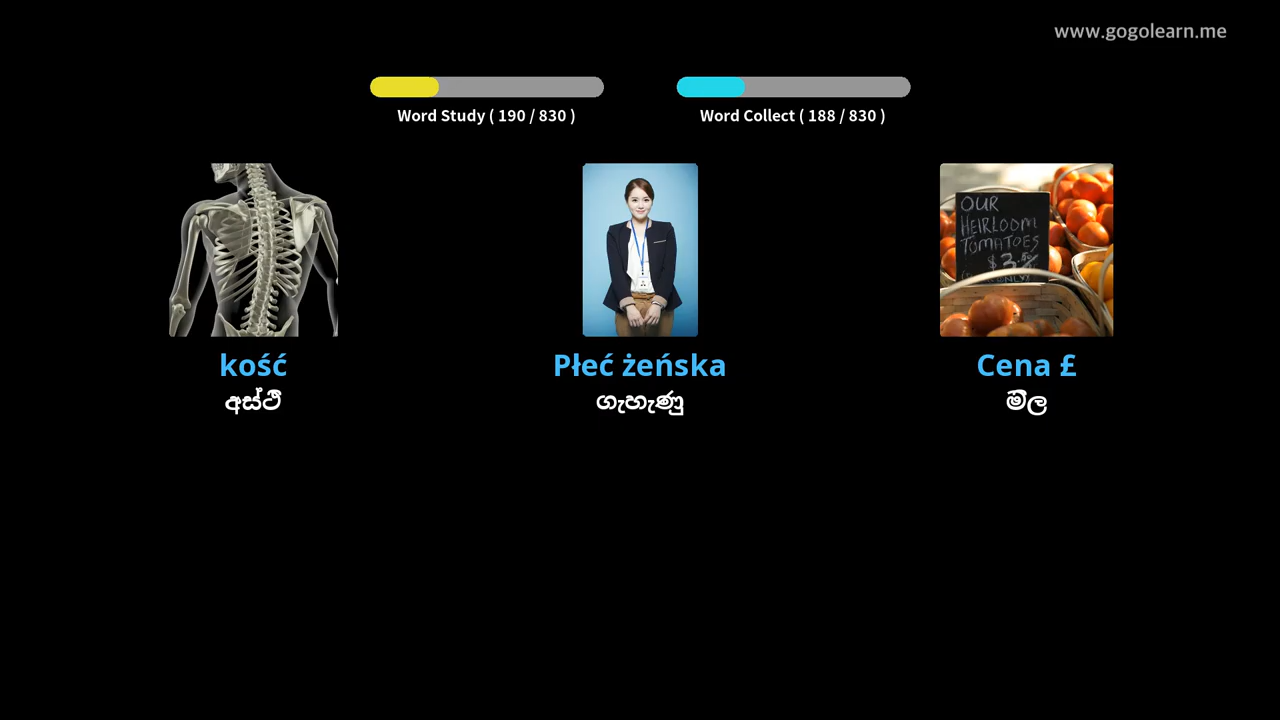 www.gogolearn.me
Word Study ( 190 / 830 )
Word Collect ( 188 / 830 )
OUR
HEIRLOOM
TOMATOES
kość
අස්ථි
Płeć żeńska
ගැහැණු
Cena £
මිල